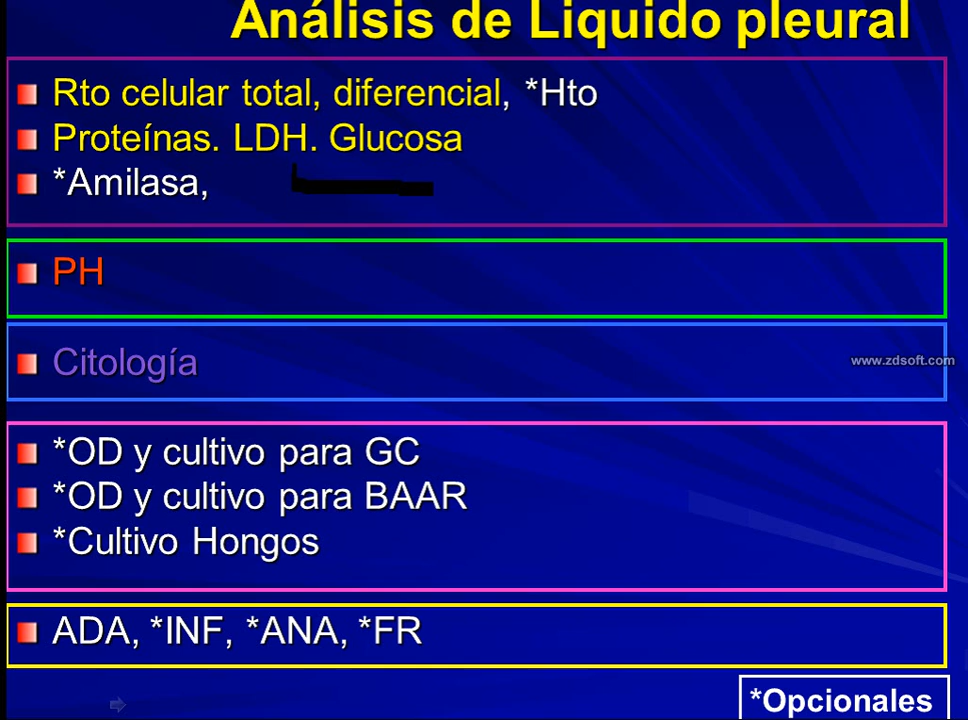 Análisis de Liquido pleural
Rto celular total, diferencial, *Hto
Proteínas. LDH. Glucosa
*Amilasa,
PH
Citología
www.zdsoft.com
*OD y cultivo para GC
*OD y cultivo para BAAR
*Cultivo Hongos
ADA, *INF, *ANA, *FR
*Opcionales